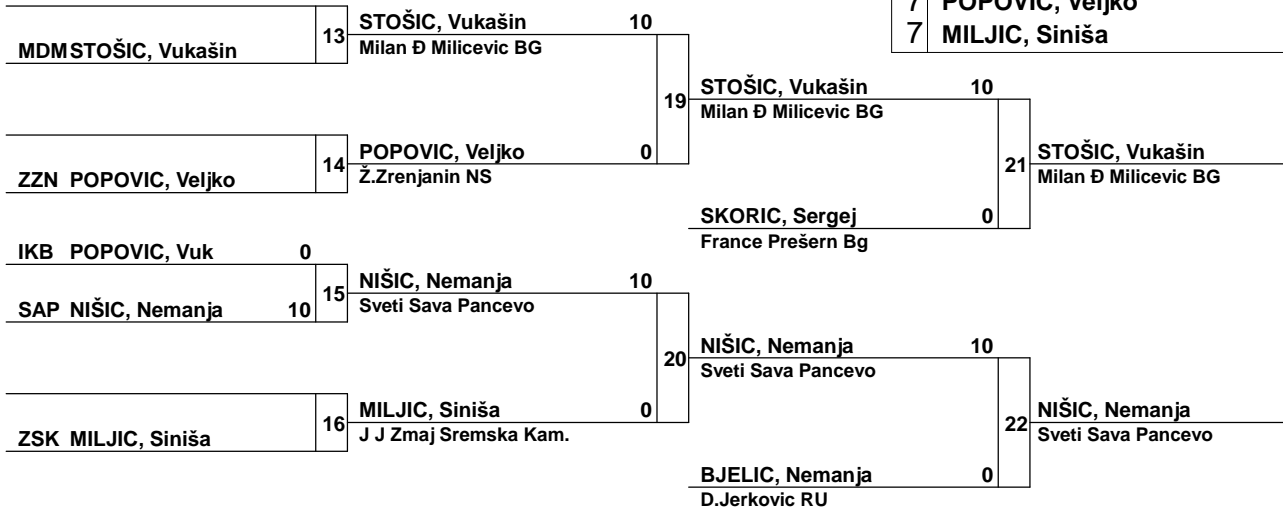 7 POPOVIC, Veljko
7 MILJIC, Siniša
13 STOŠIC, Vukašin 10
MDM STOŠIC, Vukašin
Milan Đ Milicevic BG
19 STOŠIC, Vukašin 10
Milan Đ Milicevic BG
14 POPOVIC, Veljko 0
ZZN POPOVIC, Veljko
Ž.Zrenjanin NS
21 STOŠIC, Vukašin
Milan Đ Milicevic BG
SKORIC, Sergej 0
France Prešern Bg
IKB POPOVIC, Vuk 0
15 NIŠIC, Nemanja 10
SAP NIŠIC, Nemanja 10
Sveti Sava Pancevo
20 NIŠIC, Nemanja 10
Sveti Sava Pancevo
16 MILJIC, Siniša 0
ZSK MILJIC, Siniša
J J Zmaj Sremska Kam.
22 NIŠIC, Nemanja
Sveti Sava Pancevo
BJELIC, Nemanja 0
D.Jerkovic RU